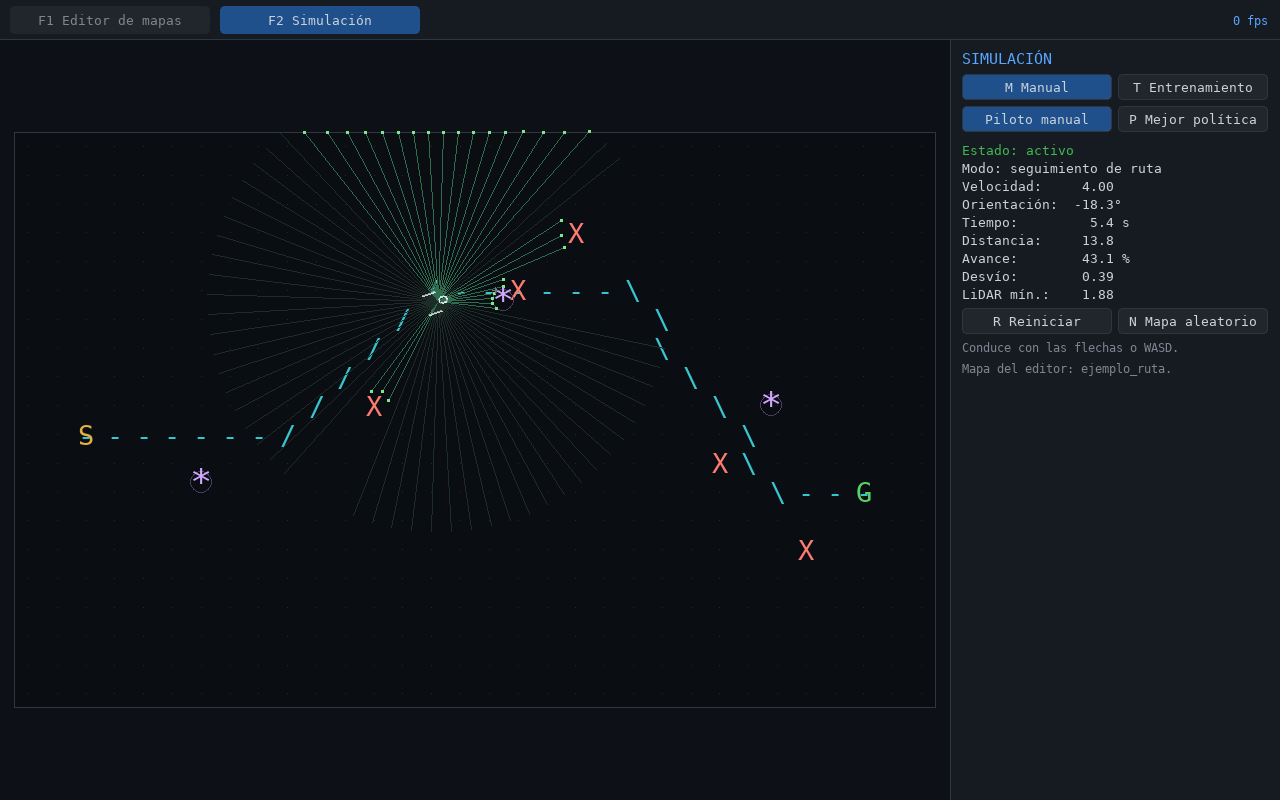 F1 Editor de mapas
F2 Simulación
0 fps
SIMULACIÓN
M Manual
T Entrenamiento
Piloto manual
P Mejor política
Estado: activo
Modo: seguimiento de ruta
Velocidad: 4.00
Orientación: -18.3°
Tiempo: 5.4 s
Distancia: 13.8
Avance: 43.1 %
Desvío: 0.39
LiDAR mín.: 1.88
R Reiniciar
N Mapa aleatorio
Conduce con las flechas o WASD.
Mapa del editor: ejemplo_ruta.
X
* X - - - \
\
/ \
/ \
/ X \ *
S - - - - - - / \
* X \
\ - - G
X